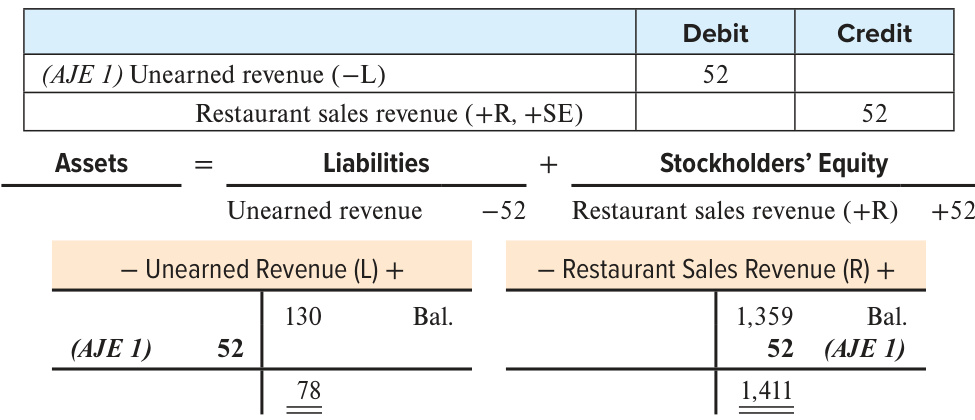 Debit Credit
(AJE 1) Unearned revenue (−L) 52
Restaurant sales revenue (+R, +SE) 52
Assets = Liabilities + Stockholders’ Equity
Unearned revenue −52 Restaurant sales revenue (+R) +52
− Unearned Revenue (L) + − Restaurant Sales Revenue (R) +
130 Bal. 1,359 Bal.
(AJE 1) 52 52 (AJE 1)
78 1,411